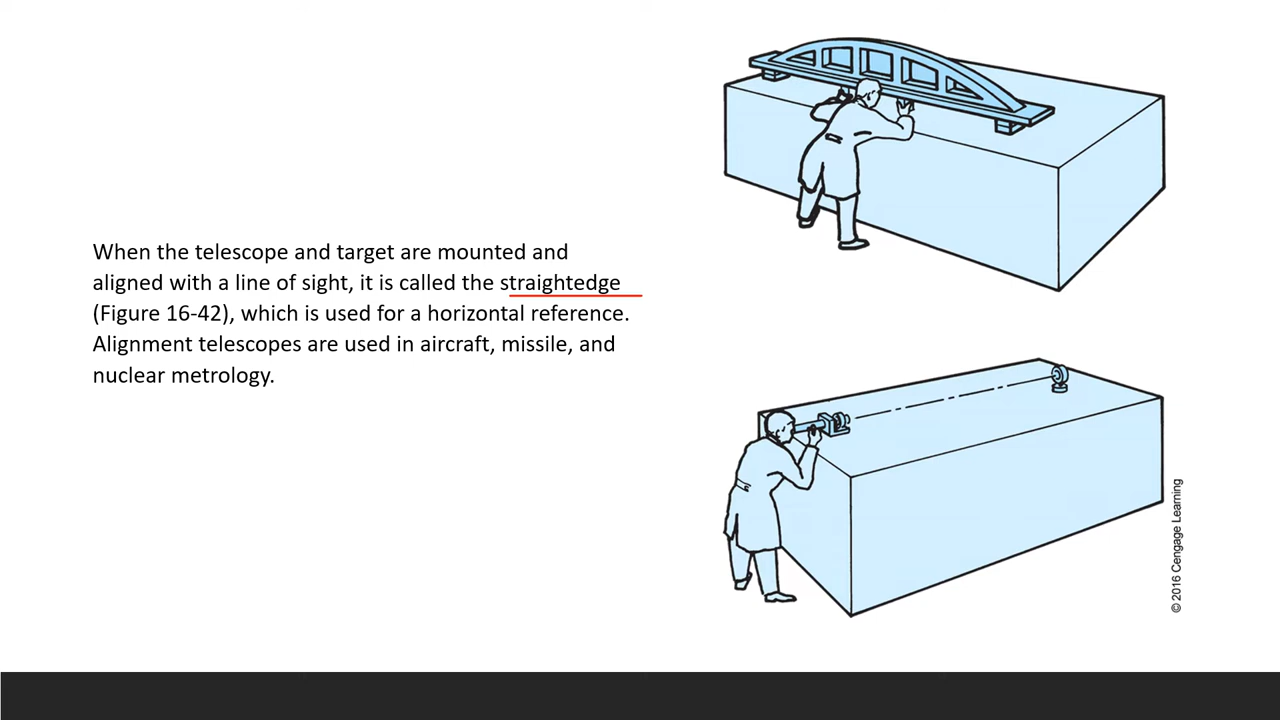 When the telescope and target are mounted and
aligned with a line of sight, it is called the straightedge
(Figure 16-42), which is used for a horizontal reference.
Alignment telescopes are used in aircraft, missile, and
nuclear metrology.
© 2016 Cengage Learning